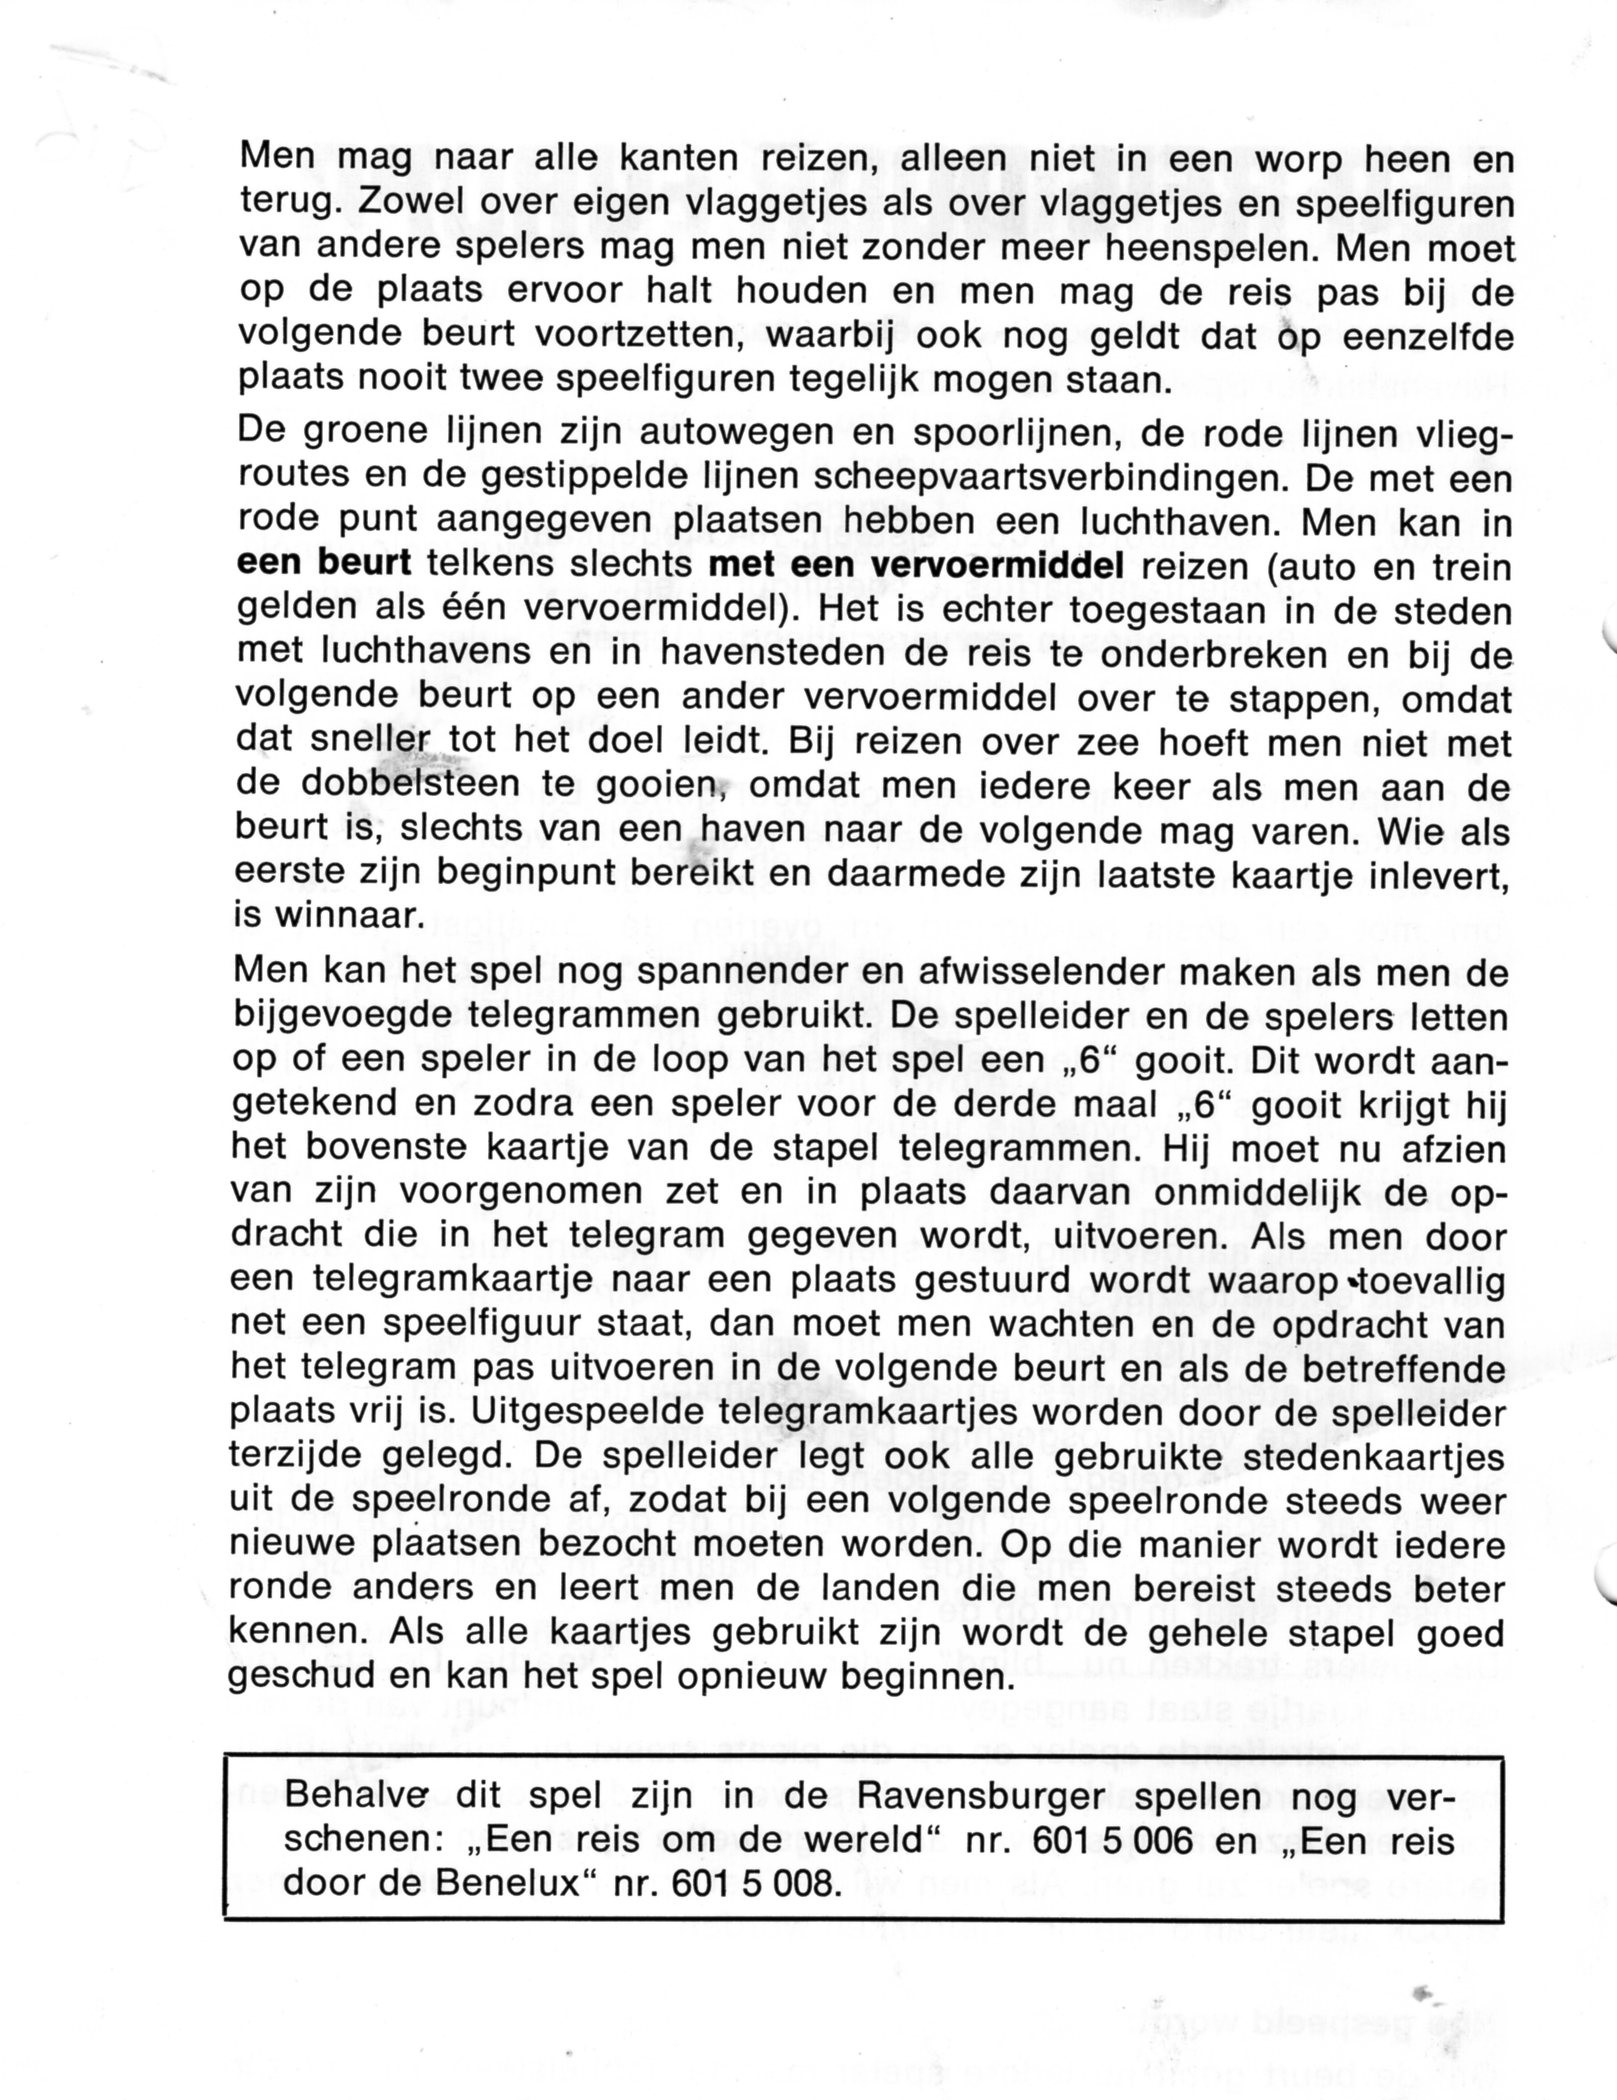 Men mag naar alle kanten reizen, alleen niet in een worp heen en
terug. Zowel over eigen vlaggetjes als over vlaggetjes en speelfiguren
van andere spelers mag men niet zonder meer heenspelen. Men moet
op de plaats ervoor halt houden en men mag de reis pas bij de
volgende beurt voortzetten, waarbij ook nog geldt dat op eenzelfde
plaats nooit twee speelfiguren tegelijk mogen staan.
De groene lijnen zijn autowegen en spoorlijnen, de rode lijnen vlieg-
routes en de gestippelde lijnen scheepvaartsverbindingen. De met een
rode punt aangegeven plaatsen hebben een luchthaven. Men kan in
een beurt telkens slechts met een vervoermiddel reizen (auto en trein
gelden als één vervoermiddel). Het is echter toegestaan in de steden
met luchthavens en in havensteden de reis te onderbreken en bij de
volgende beurt op een ander vervoermiddel over te stappen, omdat
dat sneller tot het doel leidt. Bij reizen over zee hoeft men niet met
de dobbelsteen te gooien, omdat men iedere keer als men aan de
beurt is, slechts van een haven naar de volgende mag varen. Wie als
eerste zijn beginpunt bereikt en daarmede zijn laatste kaartje inlevert,
is winnaar.
Men kan het spel nog spannender en afwisselender maken als men de
bijgevoegde telegrammen gebruikt. De spelleider en de spelers letten
op of een speler in de loop van het spel een „6“ gooit. Dit wordt aan-
getekend en zodra een speler voor de derde maal „6“ gooit krijgt hij
het bovenste kaartje van de stapel telegrammen. Hij moet nu afzien
van zijn voorgenomen zet en in plaats daarvan onmiddelijk de op-
dracht die in het telegram gegeven wordt, uitvoeren. Als men door
een telegramkaartje naar een plaats gestuurd wordt waarop toevallig
net een speelfiguur staat, dan moet men wachten en de opdracht van
het telegram pas uitvoeren in de volgende beurt en als de betreffende
plaats vrij is. Uitgespeelde telegramkaartjes worden door de spelleider
terzijde gelegd. De spelleider legt ook alle gebruikte stedenkaartjes
uit de speelronde af, zodat bij een volgende speelronde steeds weer
nieuwe plaatsen bezocht moeten worden. Op die manier wordt iedere
ronde anders en leert men de landen die men bereist steeds beter
kennen. Als alle kaartjes gebruikt zijn wordt de gehele stapel goed
geschud en kan het spel opnieuw beginnen.
Behalve dit spel zijn in de Ravensburger spellen nog ver-
schenen: „Een reis om de wereld“ nr. 601 5 006 en „Een reis
door de Benelux“ nr. 601 5 008.